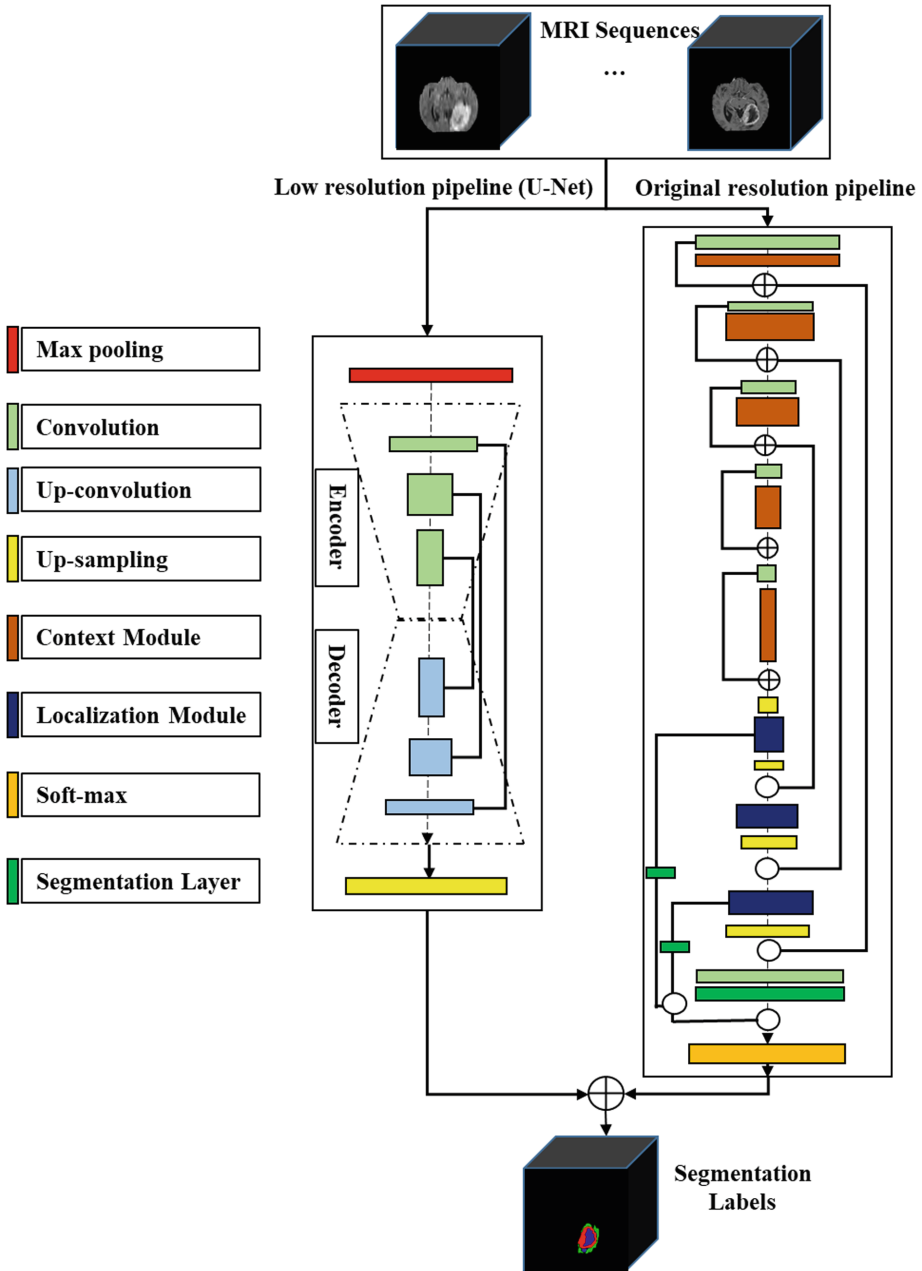 MRI Sequences
...
Low resolution pipeline (U-Net)
Original resolution pipeline
Max pooling
Convolution
Up-convolution
Up-sampling
Context Module
Localization Module
Soft-max
Segmentation Layer
Encoder
Decoder
Segmentation
Labels